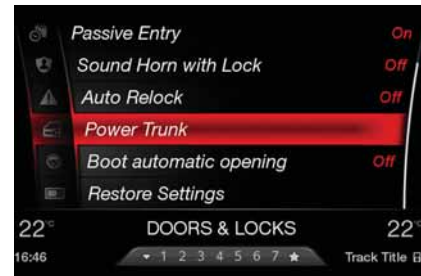 Passive Entry On
Sound Horn with Lock Off
Auto Relock Off
Power Trunk
Boot automatic opening Off
Restore Settings
22°C DOORS & LOCKS 22°
16:46 1 2 3 4 5 6 7 Track Title